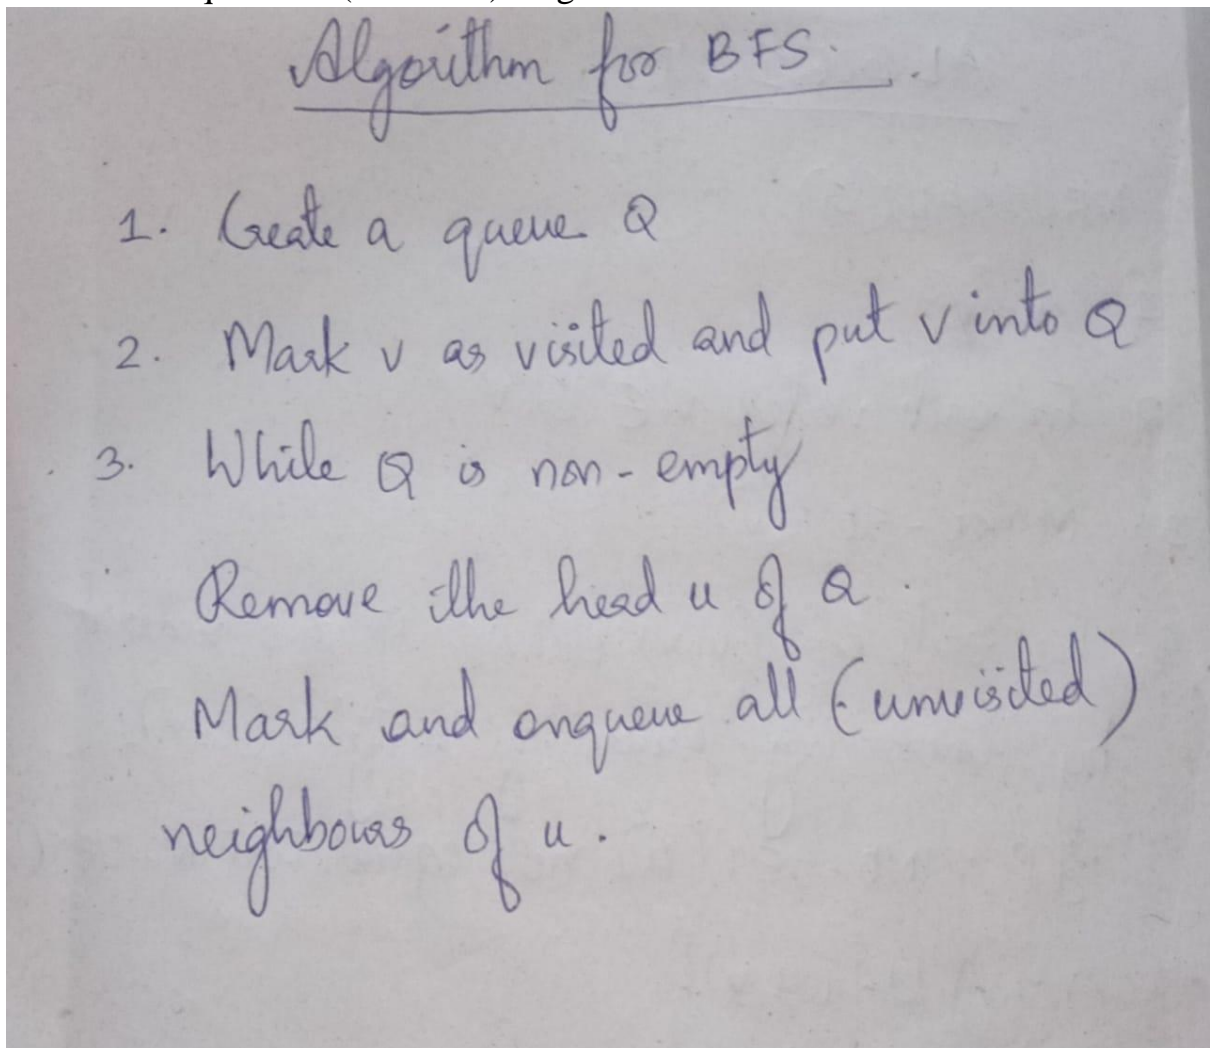 Algorithm for BFS.
1. Create a queue Q
2. Mark v as visited and put v into Q
3. While Q is non-empty
Remove the head u of Q.
Mark and enqueue all (unvisited)
neighbours of u.